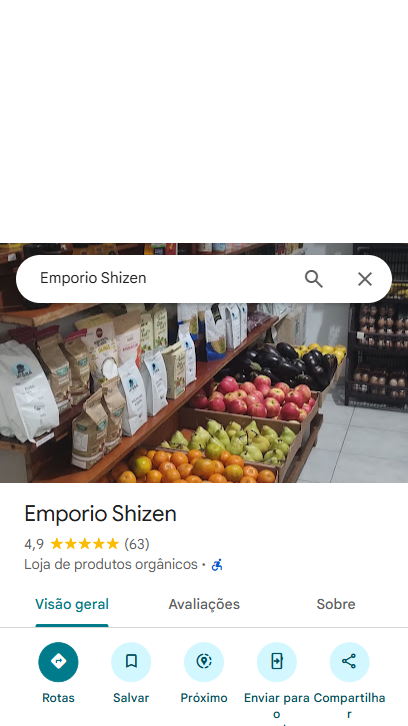 Emporio Shizen
Emporio Shizen
4,9 (63)
Loja de produtos orgânicos ·
Visão geral Avaliações Sobre
Rotas Salvar Próximo Enviar para Compartilha
o r